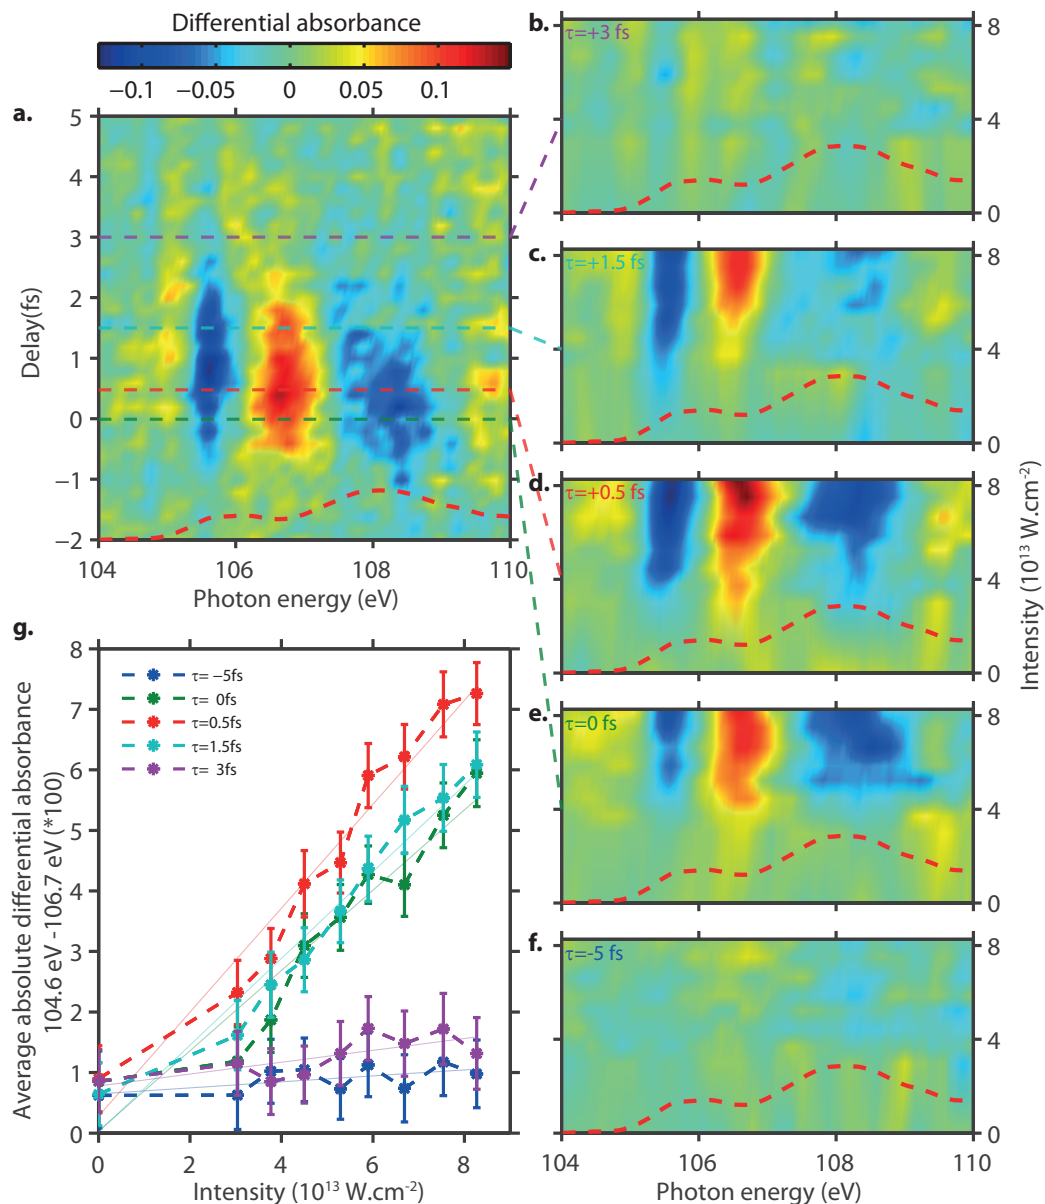 Differential absorbance
−0.1 −0.05 0 0.05 0.1
a.
5
4
3
2
1
0
−1
−2
Delay(fs)
104 106 108 110
Photon energy (eV)
b.
τ=+3 fs
8
4
0
c.
τ=+1.5 fs
8
4
0
d.
τ=+0.5 fs
8
4
0
e.
τ=0 fs
8
4
0
f.
τ=-5 fs
8
4
0
Intensity (10¹³ W.cm⁻²)
104 106 108 110
Photon energy (eV)
g.
τ= −5fs
τ= 0fs
τ=0.5fs
τ=1.5fs
τ= 3fs
8
7
6
5
4
3
2
1
0
Average absolute differential absorbance
104.6 eV -106.7 eV (*100)
0 2 4 6 8
Intensity (10¹³ W.cm⁻²)